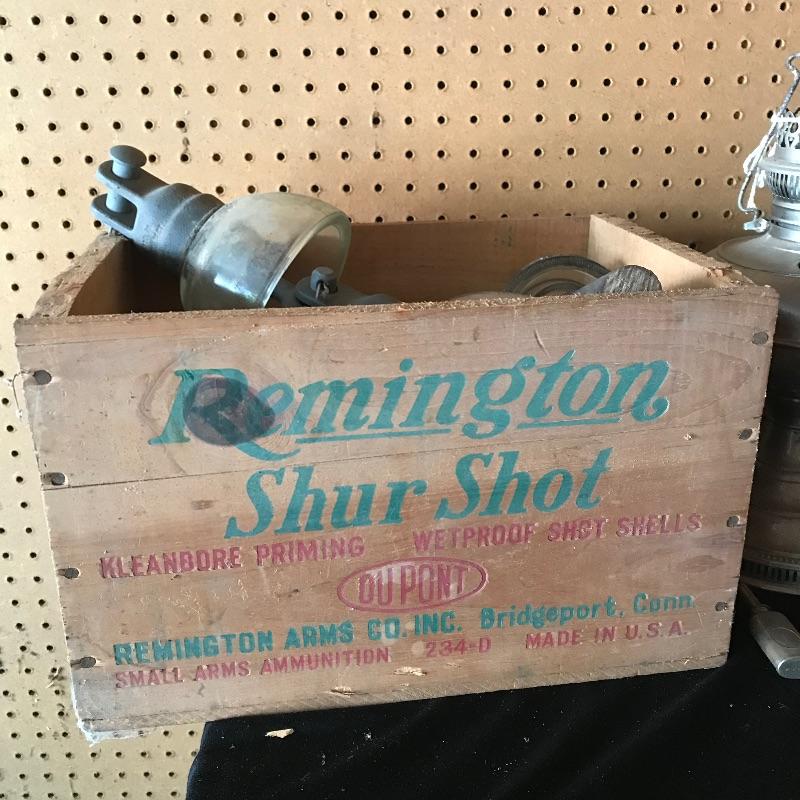 Remington
Shur Shot
KLEANBORE PRIMING WETPROOF SHOT SHELLS
DU PONT
REMINGTON ARMS CO. INC. Bridgeport, Conn.
SMALL ARMS AMMUNITION 234-D MADE IN U.S.A.